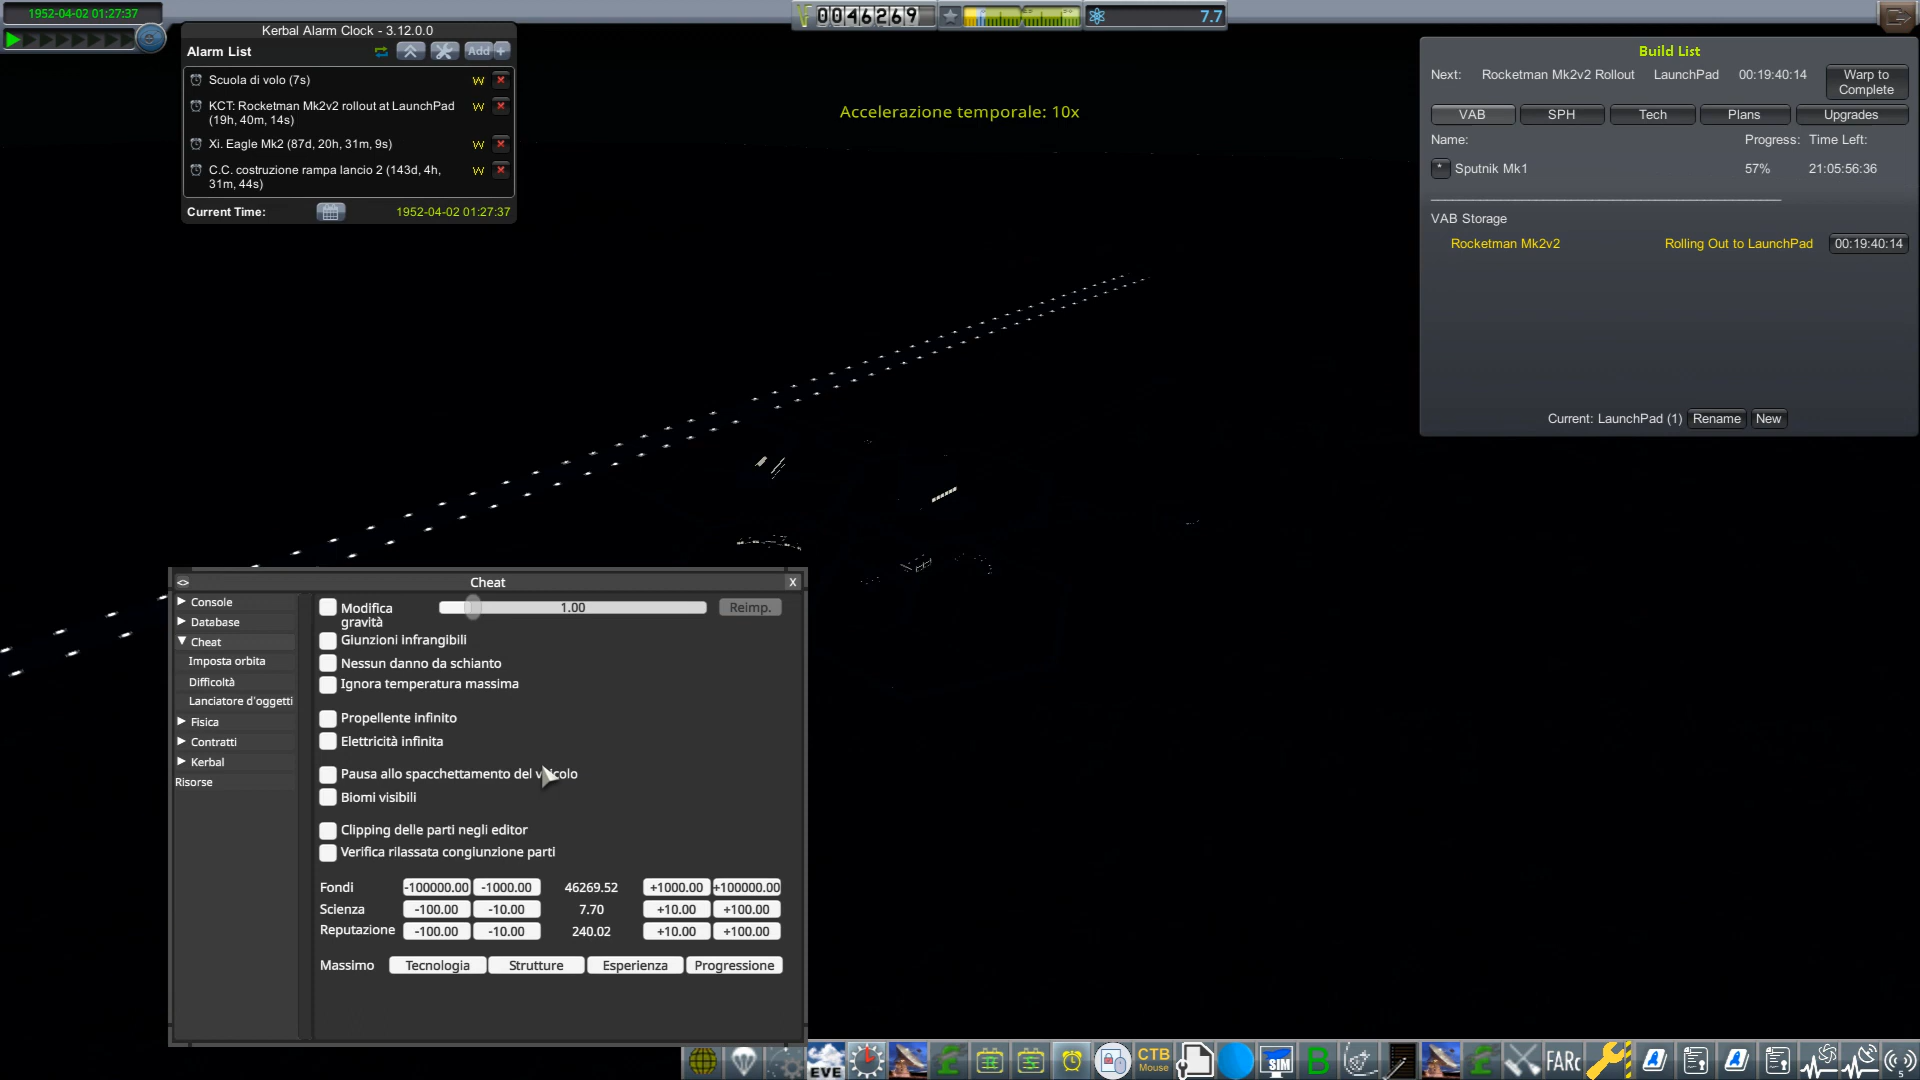 1952-04-02 01:27:37
Kerbal Alarm Clock - 3.12.0.0
Alarm List
Add +
Scuola di volo (7s)
W
KCT: Rocketman Mk2v2 rollout at LaunchPad
(19h, 40m, 14s)
W
Xi. Eagle Mk2 (87d, 20h, 31m, 9s)
W
C.C. costruzione rampa lancio 2 (143d, 4h,
31m, 44s)
W
Current Time:
1952-04-02 01:27:37
0046269
7.7
Accelerazione temporale: 10x
Build List
Next: Rocketman Mk2v2 Rollout LaunchPad 00:19:40:14
Warp to
Complete
VAB SPH Tech Plans Upgrades
Name: Progress: Time Left:
* Sputnik Mk1 57% 21:05:56:36
VAB Storage
Rocketman Mk2v2 Rolling Out to LaunchPad 00:19:40:14
Current: LaunchPad (1) Rename New
<> Cheat X
Console
Database
Cheat
Imposta orbita
Difficoltà
Lanciatore d'oggetti
Fisica
Contratti
Kerbal
Risorse
Modifica
gravità
1.00
Reimp.
Giunzioni infrangibili
Nessun danno da schianto
Ignora temperatura massima
Propellente infinito
Elettricità infinita
Pausa allo spacchettamento del veicolo
Biomi visibili
Clipping delle parti negli editor
Verifica rilassata congiunzione parti
Fondi -100000.00 -1000.00 46269.52 +1000.00 +100000.00
Scienza -100.00 -10.00 7.70 +10.00 +100.00
Reputazione -100.00 -10.00 240.02 +10.00 +100.00
Massimo Tecnologia Strutture Esperienza Progressione
EVE
CTB
Mouse
SIM
B
FARc
A
A
5